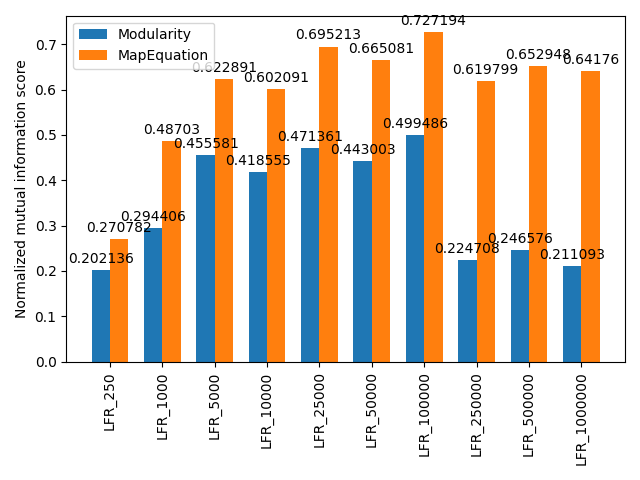 Modularity
MapEquation
Normalized mutual information score
0.7
0.6
0.5
0.4
0.3
0.2
0.1
0.0
0.202136
0.270782
0.294406
0.48703
0.455581
0.622891
0.418555
0.602091
0.471361
0.695213
0.443003
0.665081
0.499486
0.727194
0.224708
0.619799
0.246576
0.652948
0.211093
0.64176
LFR_250
LFR_1000
LFR_5000
LFR_10000
LFR_25000
LFR_50000
LFR_100000
LFR_250000
LFR_500000
LFR_1000000